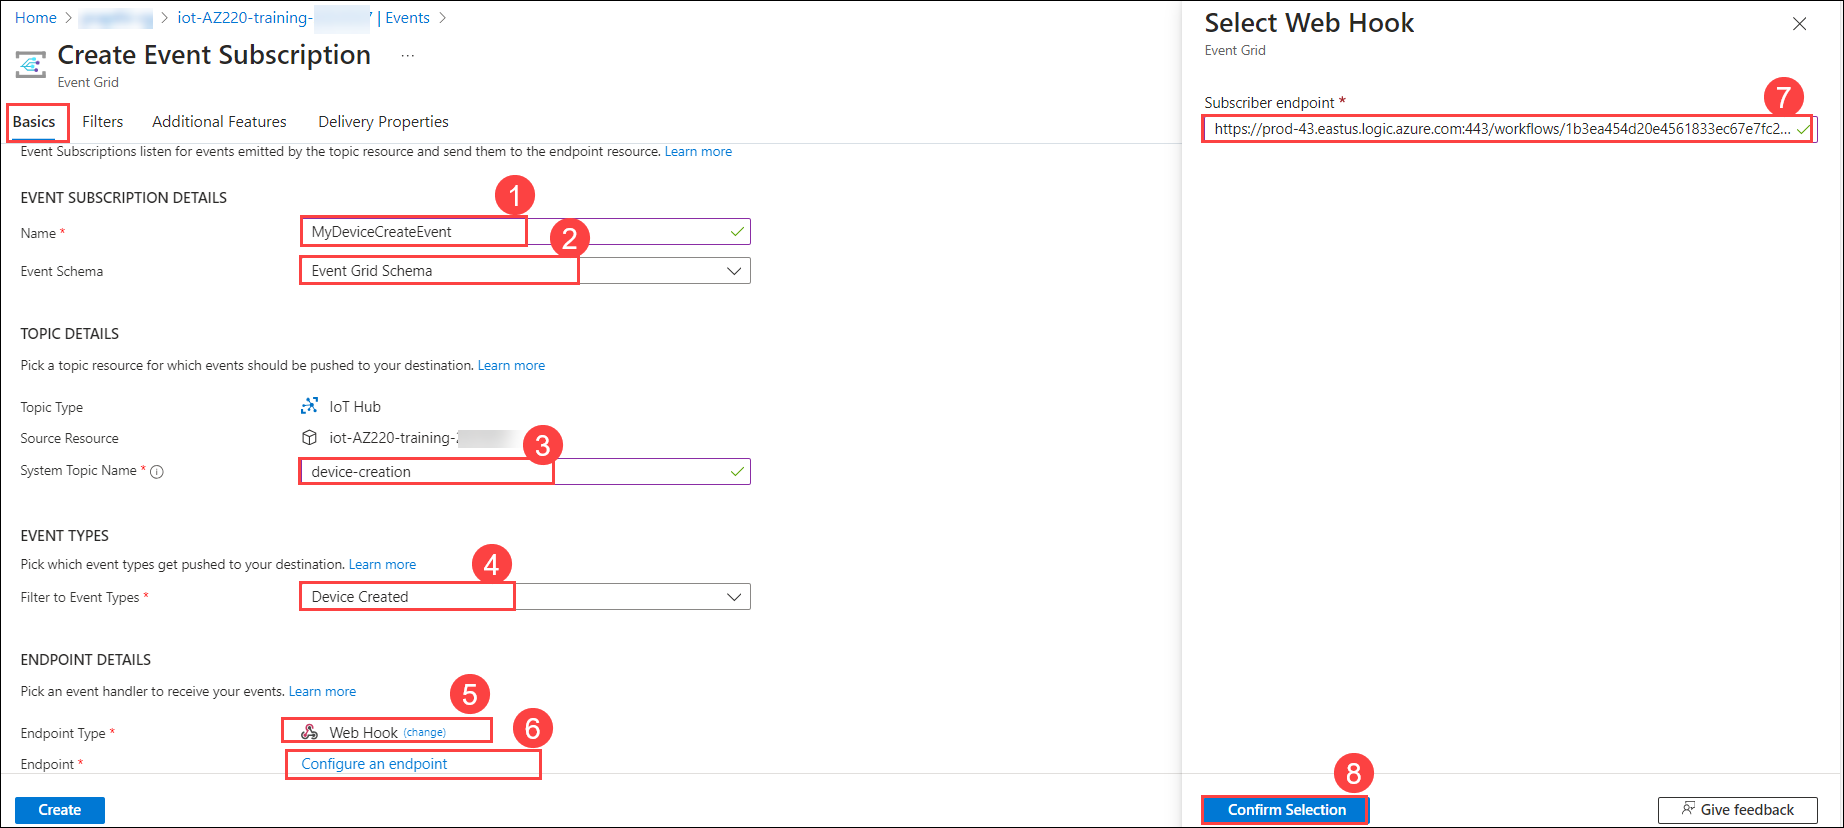 Home > > iot-AZ220-training- | Events >
Create Event Subscription ...
Event Grid
Basics Filters Additional Features Delivery Properties
Event Subscriptions listen for events emitted by the topic resource and send them to the endpoint resource. Learn more
EVENT SUBSCRIPTION DETAILS
1
Name * MyDeviceCreateEvent
2
Event Schema Event Grid Schema
TOPIC DETAILS
Pick a topic resource for which events should be pushed to your destination. Learn more
Topic Type IoT Hub
Source Resource iot-AZ220-training-
3
System Topic Name * device-creation
EVENT TYPES
Pick which event types get pushed to your destination. Learn more
4
Filter to Event Types * Device Created
ENDPOINT DETAILS
Pick an event handler to receive your events. Learn more
5
Endpoint Type * Web Hook (change)
6
Endpoint * Configure an endpoint
Create
Select Web Hook
Event Grid
7
Subscriber endpoint *
https://prod-43.eastus.logic.azure.com:443/workflows/1b3ea454d20e4561833ec67e7fc2...
8
Confirm Selection
Give feedback